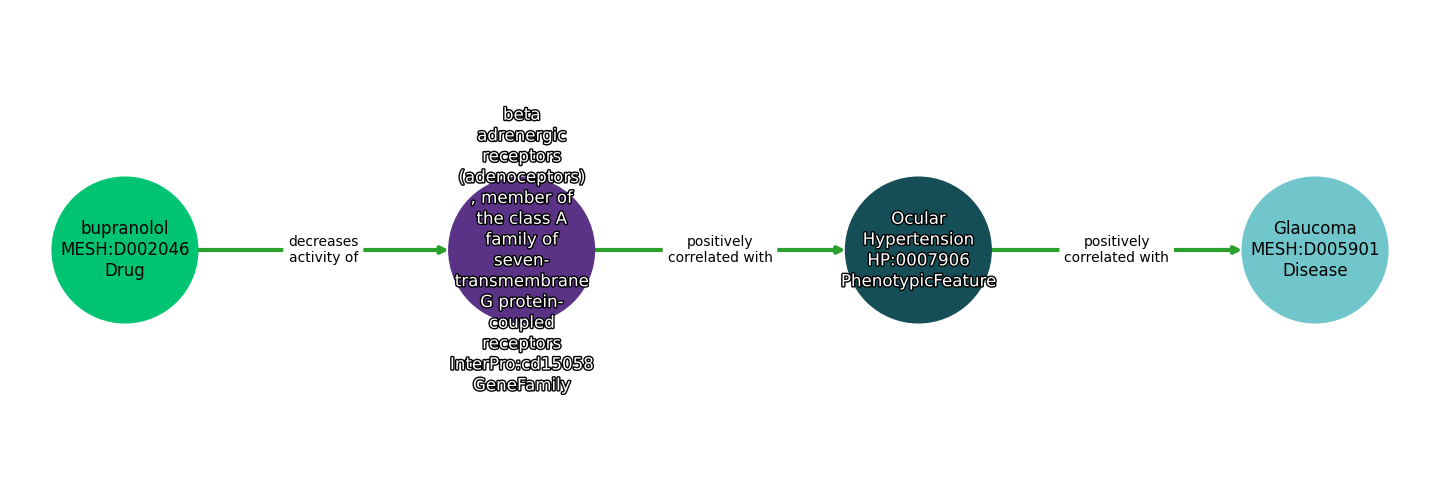 bupranolol
MESH:D002046
Drug
decreases
activity of
beta
adrenergic
receptors
(adenoceptors)
, member of
the class A
family of
seven-
transmembrane
G protein-
coupled
receptors
InterPro:cd15058
GeneFamily
positively
correlated with
Ocular
Hypertension
HP:0007906
PhenotypicFeature
positively
correlated with
Glaucoma
MESH:D005901
Disease